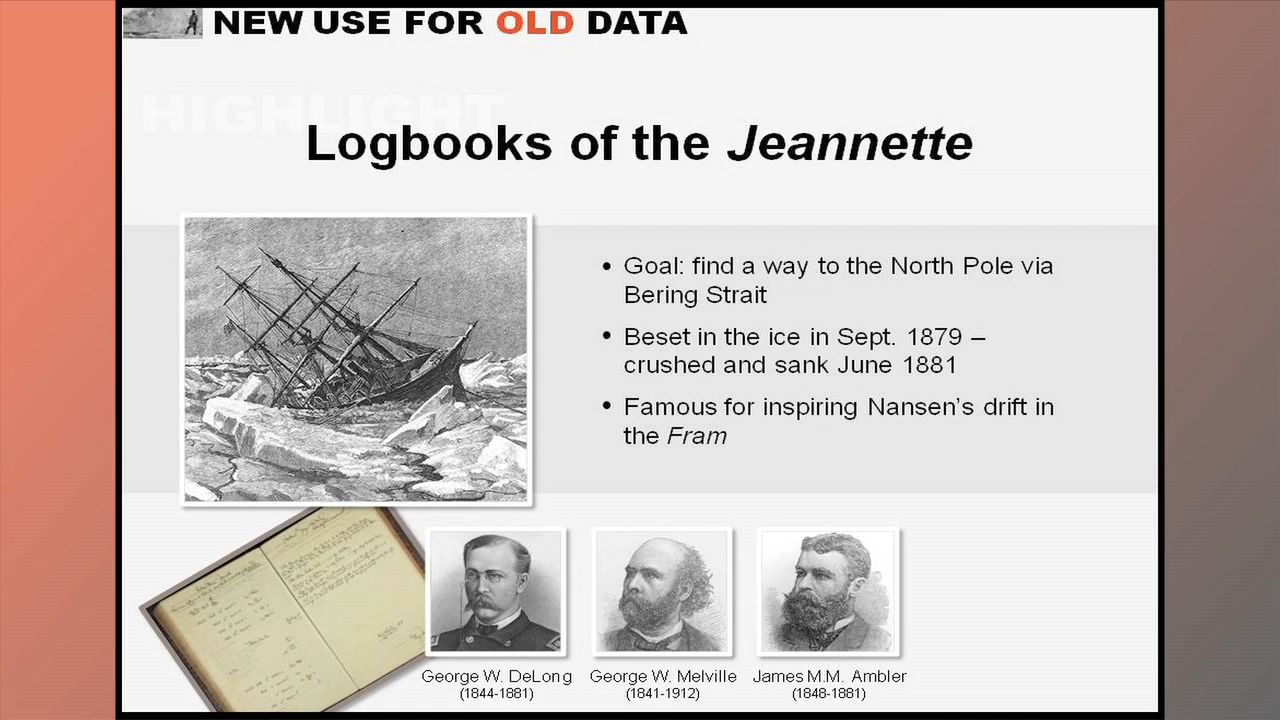 NEW USE FOR OLD DATA
HIGHLIGHT
Logbooks of the Jeannette
• Goal: find a way to the North Pole via
Bering Strait
• Beset in the ice in Sept. 1879 –
crushed and sank June 1881
• Famous for inspiring Nansen's drift in
the Fram
George W. DeLong
(1844-1881)
George W. Melville
(1841-1912)
James M.M. Ambler
(1848-1881)